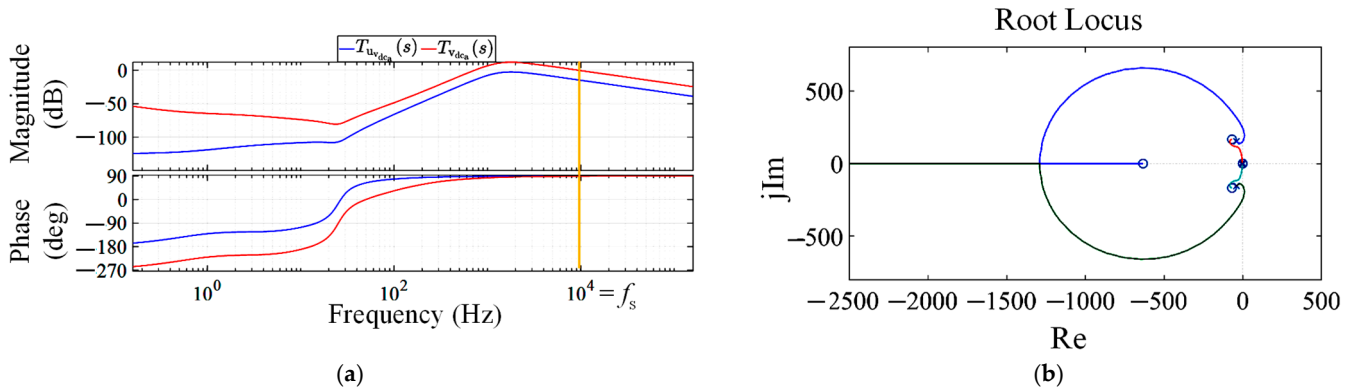 T_{u_{v_{dc_a}}}(s) T_{v_{dc_a}}(s)
Magnitude
(dB)
0
−50
−100
Phase
(deg)
90
0
−90
−180
−270
10^0 10^2 10^4 = f_s
Frequency (Hz)
(a)
Root Locus
jIm
500
0
−500
−2500 −2000 −1500 −1000 −500 0 500
Re
(b)